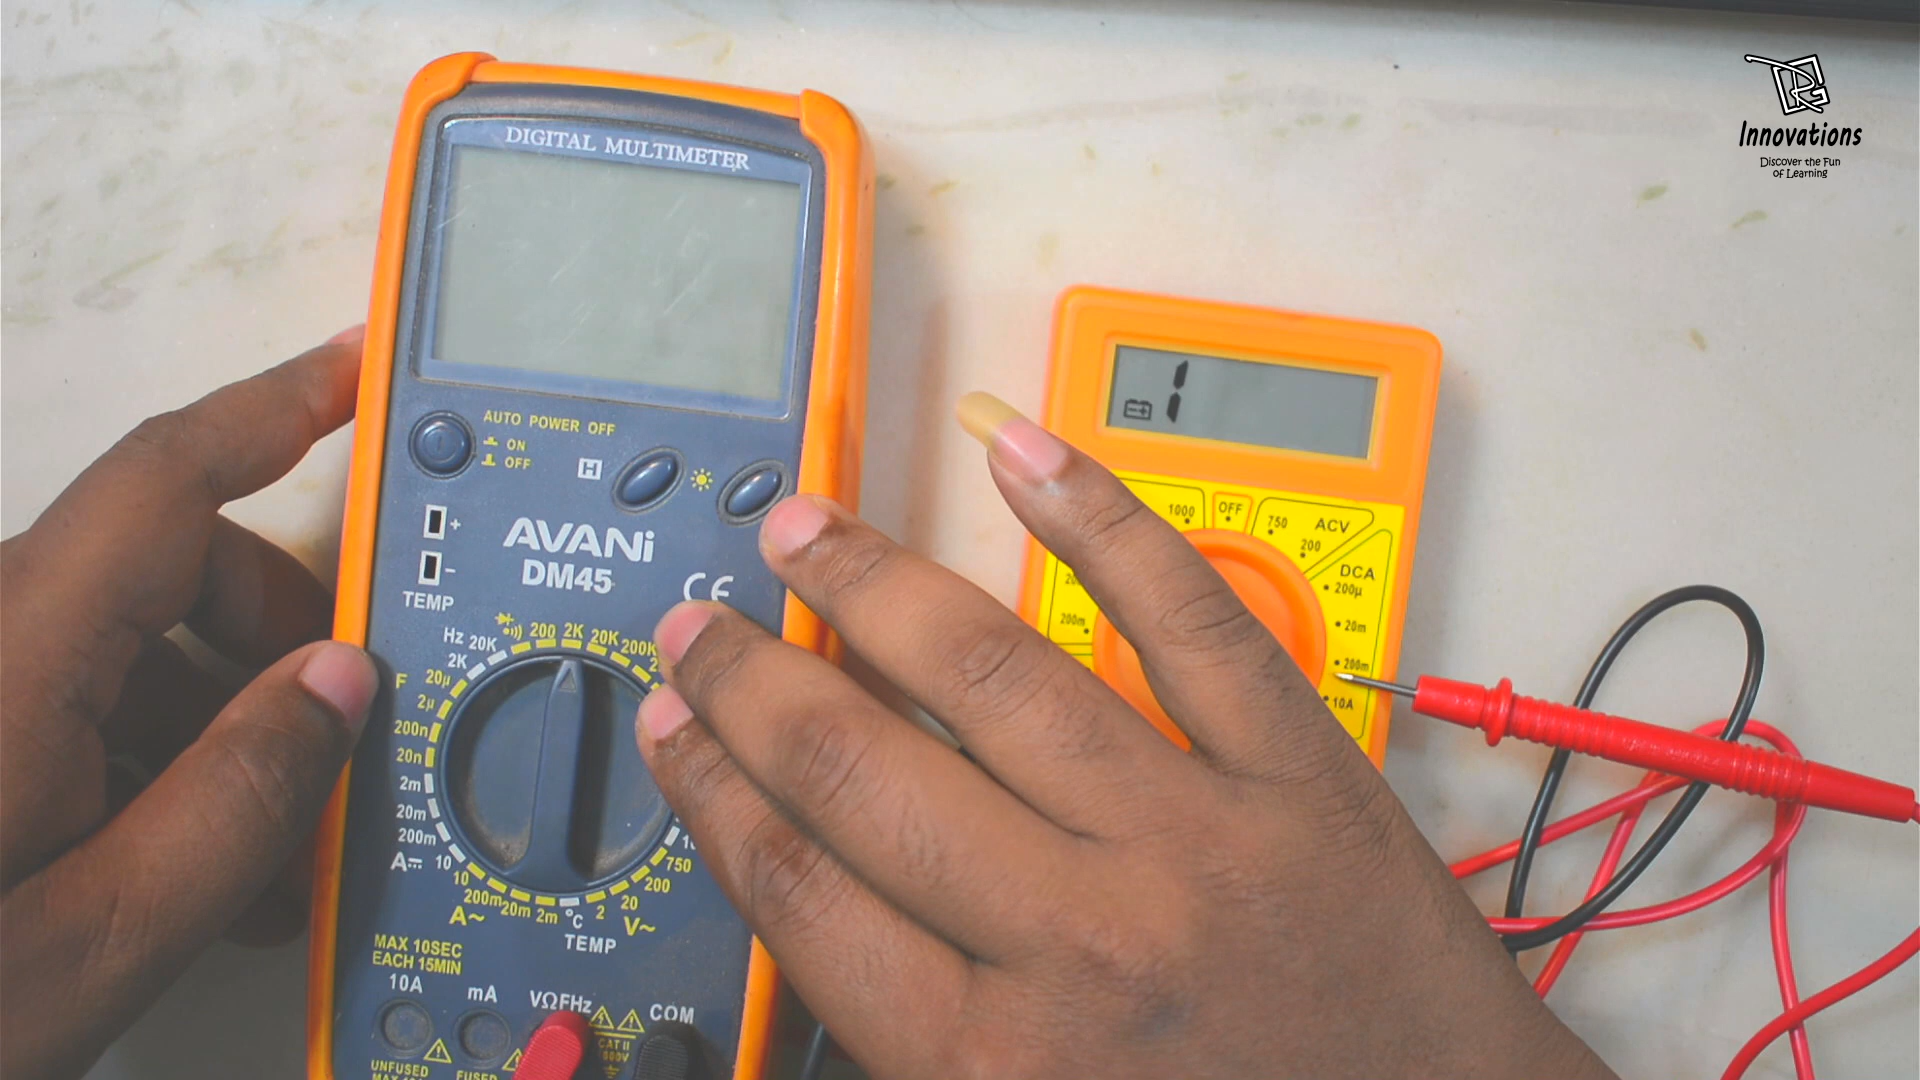 DIGITAL MULTIMETER
AUTO POWER OFF
ON
OFF
H
+
-
TEMP
AVANi
DM45
CE
Hz 20K 200 2K 20K 200K
2K
F 20µ
2µ
200n
20n
2m
20m
200m
A 10
10
200m 20m 2m °C 2 20 200 750
A~ V~
TEMP
MAX 10SEC
EACH 15MIN
10A mA VΩFHz COM
CAT II
UNFUSED
FUSED
1
1000 OFF 750 ACV
200
DCA
200µ
20m
200m
10A
200m
Innovations
Discover the Fun
of Learning